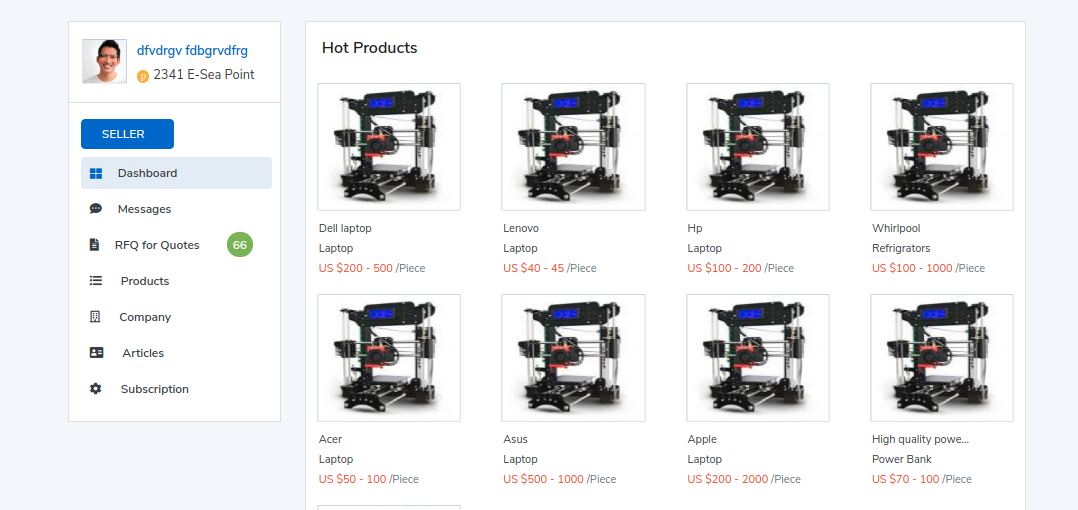 dfvdrgv fdbgrvdfrg
p 2341 E-Sea Point
SELLER
Dashboard
Messages
RFQ for Quotes 66
Products
Company
Articles
Subscription
Hot Products
Dell laptop
Laptop
US $200 - 500 /Piece
Lenovo
Laptop
US $40 - 45 /Piece
Hp
Laptop
US $100 - 200 /Piece
Whirlpool
Refrigrators
US $100 - 1000 /Piece
Acer
Laptop
US $50 - 100 /Piece
Asus
Laptop
US $500 - 1000 /Piece
Apple
Laptop
US $200 - 2000 /Piece
High quality powe...
Power Bank
US $70 - 100 /Piece